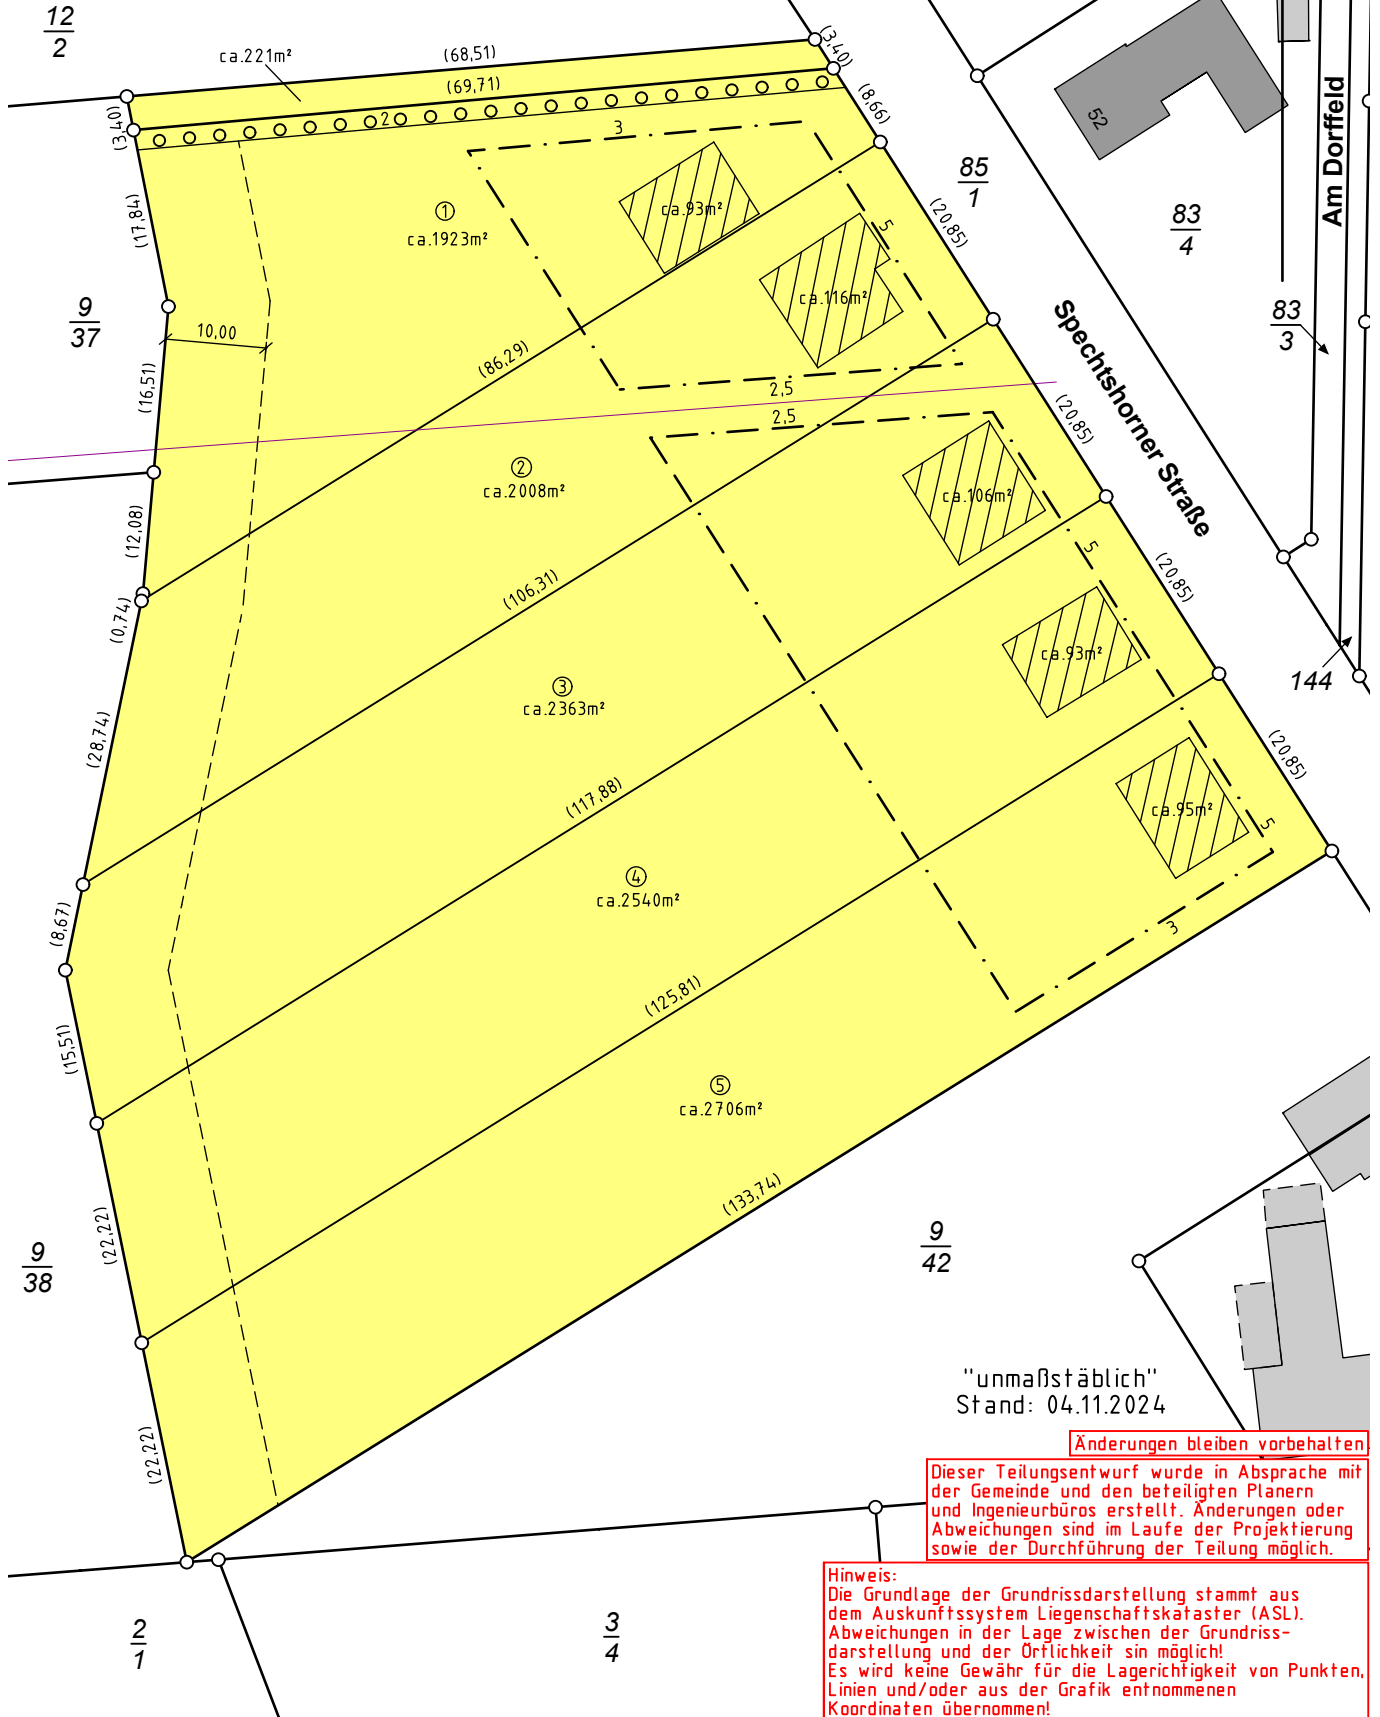 12
2
ca.221m²
(68,51)
(69,71)
(3,40)
(3,40)
(8,66)
2
3
52
Am Dorffeld
85
1
83
4
83
3
(17,84)
1
ca.1923m²
ca.93m²
5
(20,85)
9
37
10,00
ca.116m²
Spechtshorner Straße
(86,29)
(16,51)
2,5
2,5
(20,85)
2
ca.2008m²
ca.106m²
(12,08)
5
(20,85)
(0,74)
(106,31)
ca.93m²
144
3
ca.2363m²
(28,74)
(117,88)
(20,85)
ca.95m²
5
4
ca.2540m²
(8,67)
3
(125,81)
(15,51)
5
ca.2706m²
(133,74)
(22,22)
9
38
9
42
(22,22)
"unmaßstäblich"
Stand: 04.11.2024
Änderungen bleiben vorbehalten
Dieser Teilungsentwurf wurde in Absprache mit
der Gemeinde und den beteiligten Planern
und Ingenieurbüros erstellt. Änderungen oder
Abweichungen sind im Laufe der Projektierung
sowie der Durchführung der Teilung möglich.
Hinweis:
Die Grundlage der Grundrissdarstellung stammt aus
dem Auskunftssystem Liegenschaftskataster (ASL).
Abweichungen in der Lage zwischen der Grundriss-
darstellung und der Örtlichkeit sin möglich!
Es wird keine Gewähr für die Lagerichtigkeit von Punkten,
Linien und/oder aus der Grafik entnommenen
Koordinaten übernommen!
2
1
3
4